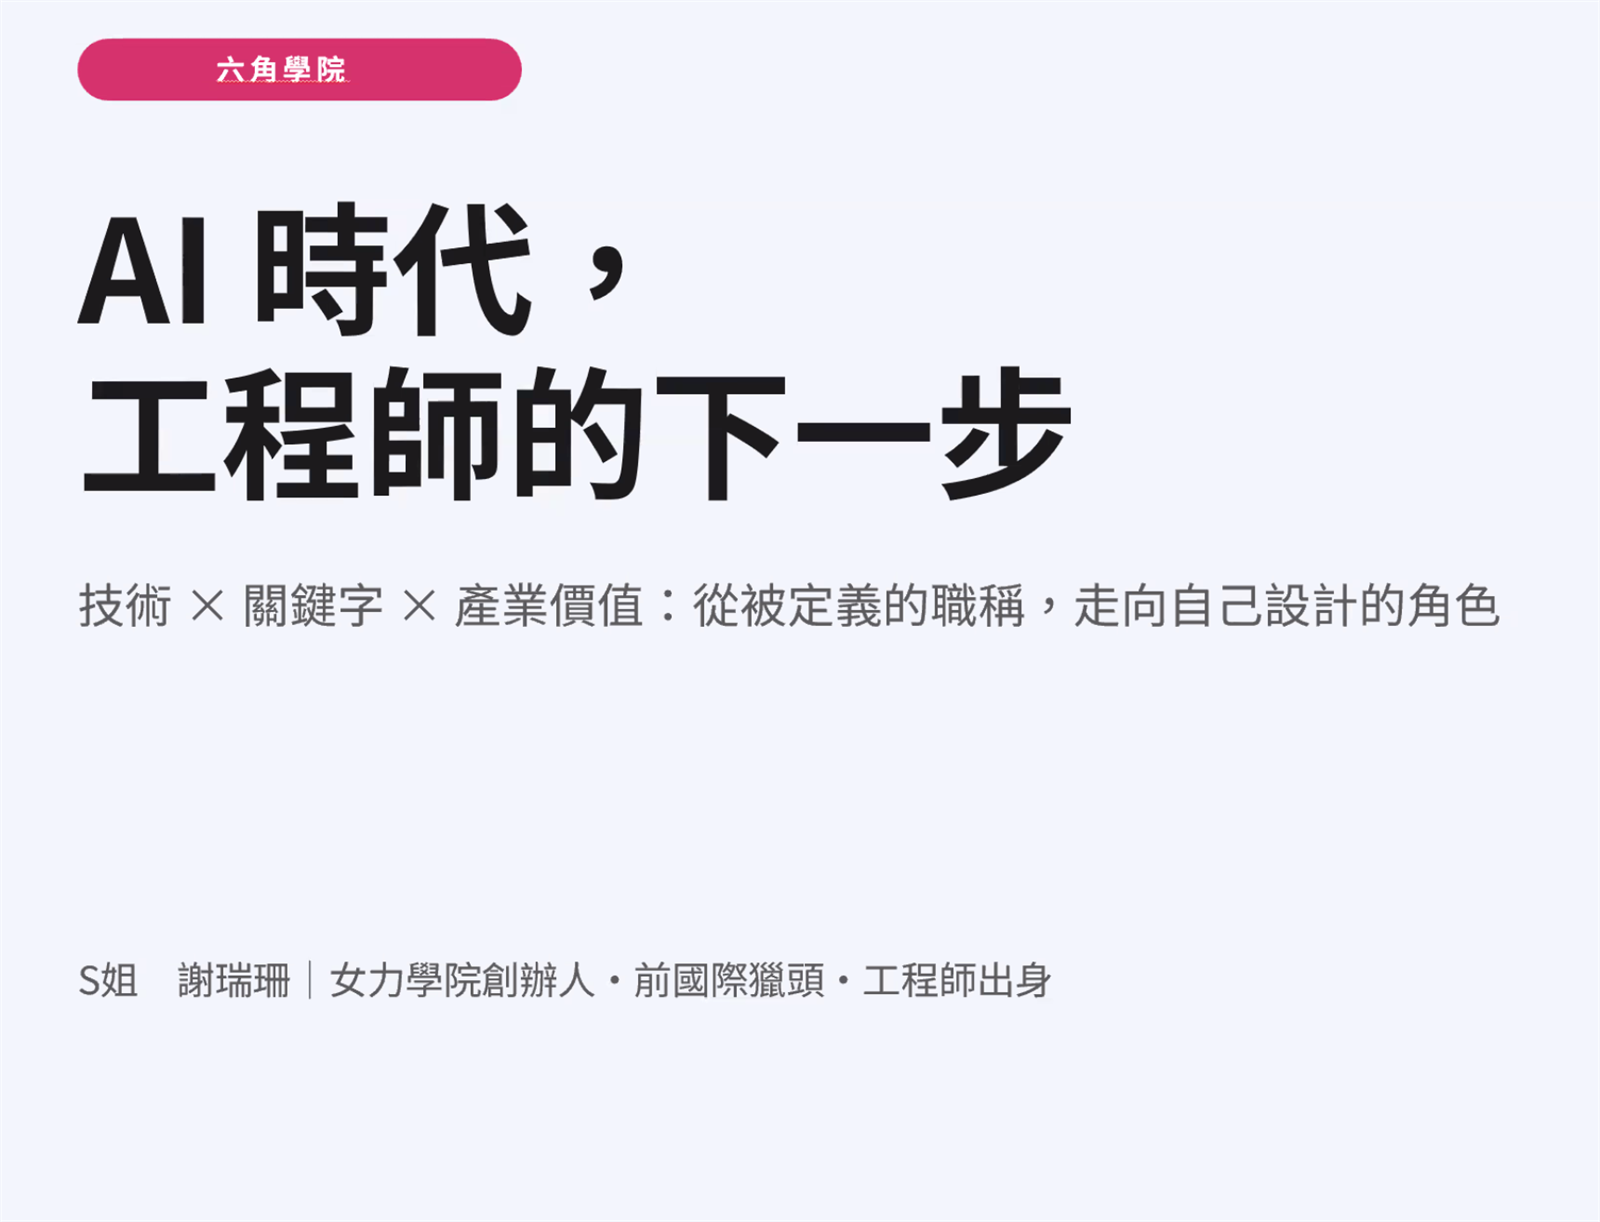 六角學院
AI 時代，
工程師的下一步
技術 × 關鍵字 × 產業價值：從被定義的職稱，走向自己設計的角色
S姐　謝瑞珊｜女力學院創辦人・前國際獵頭・工程師出身